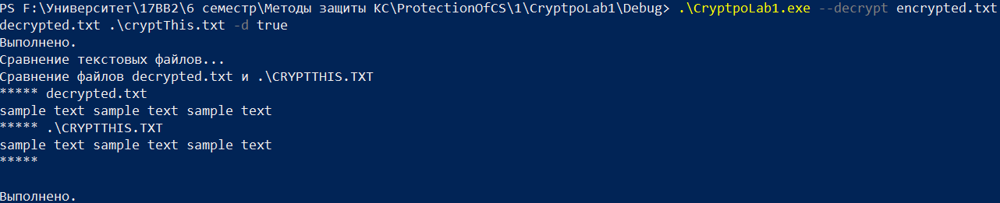 PS F:\Университет\17ВВ2\6 семестр\Методы защиты КС\ProtectionOfCS\1\CryptpoLab1\Debug> .\CryptpoLab1.exe --decrypt encrypted.txt
decrypted.txt .\cryptThis.txt -d true
Выполнено.
Сравнение текстовых файлов...
Сравнение файлов decrypted.txt и .\CRYPTTHIS.TXT
***** decrypted.txt
sample text sample text sample text
***** .\CRYPTTHIS.TXT
sample text sample text sample text
*****
Выполнено.